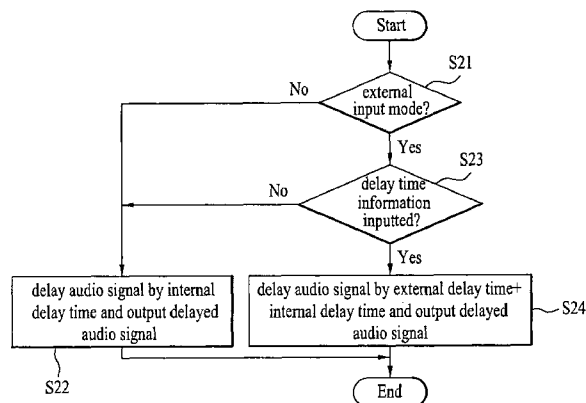 Start
S21
external
input mode?
No
Yes
S23
delay time
information
inputted?
No
Yes
delay audio signal by internal
delay time and output delayed
audio signal
S22
delay audio signal by external delay time+
internal delay time and output delayed
audio signal
S24
End